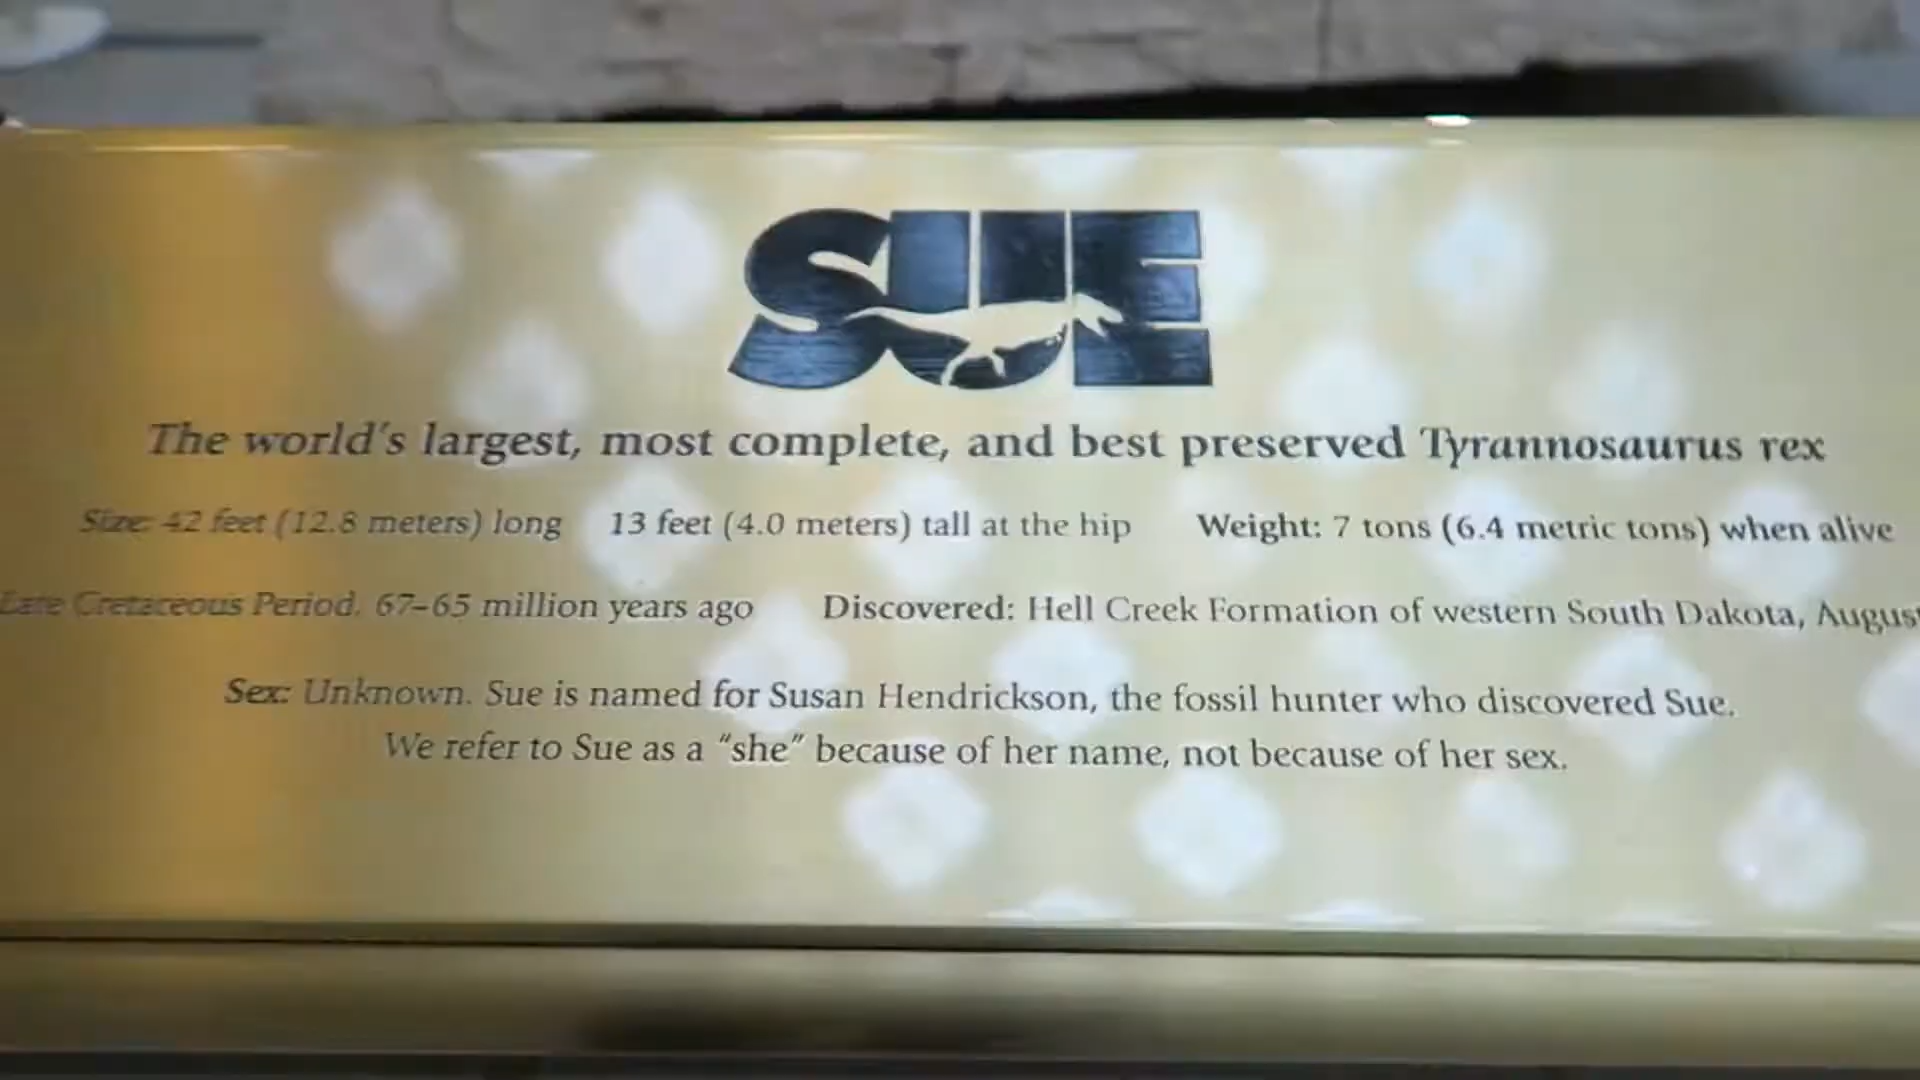 SUE
The world's largest, most complete, and best preserved Tyrannosaurus rex
Size: 42 feet (12.8 meters) long 13 feet (4.0 meters) tall at the hip Weight: 7 tons (6.4 metric tons) when alive
Late Cretaceous Period. 67–65 million years ago Discovered: Hell Creek Formation of western South Dakota, August
Sex: Unknown. Sue is named for Susan Hendrickson, the fossil hunter who discovered Sue.
We refer to Sue as a "she" because of her name, not because of her sex.